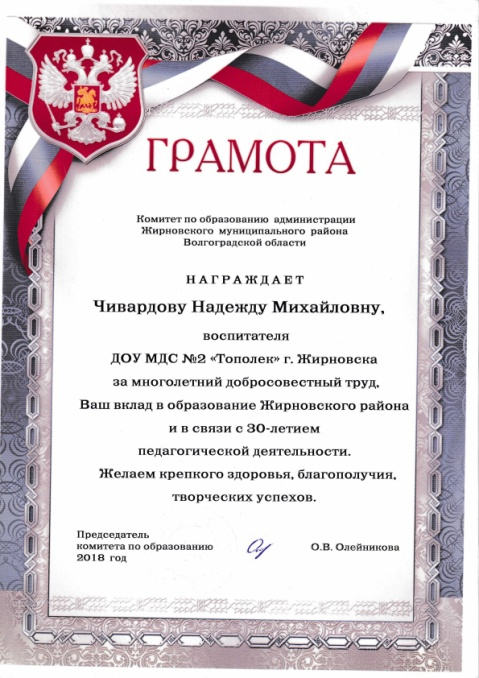 ГРАМОТА
Комитет по образованию администрации
Жирновского муниципального района
Волгоградской области
НАГРАЖДАЕТ
Чивардову Надежду Михайловну,
воспитателя
ДОУ МДС №2 «Тополек» г. Жирновска
за многолетний добросовестный труд,
Ваш вклад в образование Жирновского района
и в связи с 30-летием
педагогической деятельности.
Желаем крепкого здоровья, благополучия,
творческих успехов.
Председатель
комитета по образованию О.В. Олейникова
2018 год